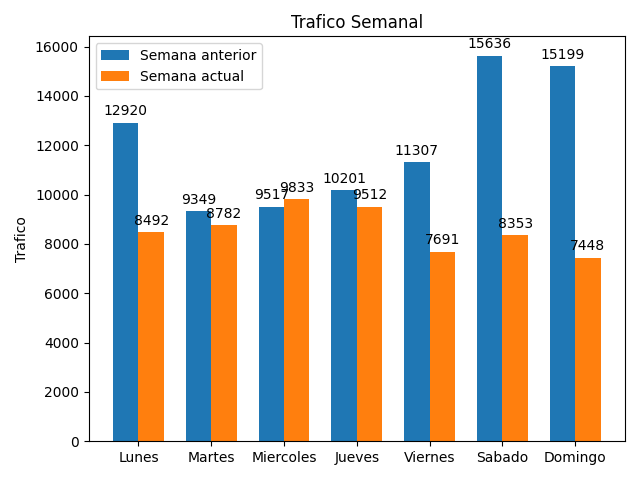 Trafico Semanal
Semana anterior
Semana actual
Trafico
16000
14000
12000
10000
8000
6000
4000
2000
0
12920
8492
9349
8782
9517
9833
10201
9512
11307
7691
15636
8353
15199
7448
Lunes
Martes
Miercoles
Jueves
Viernes
Sabado
Domingo